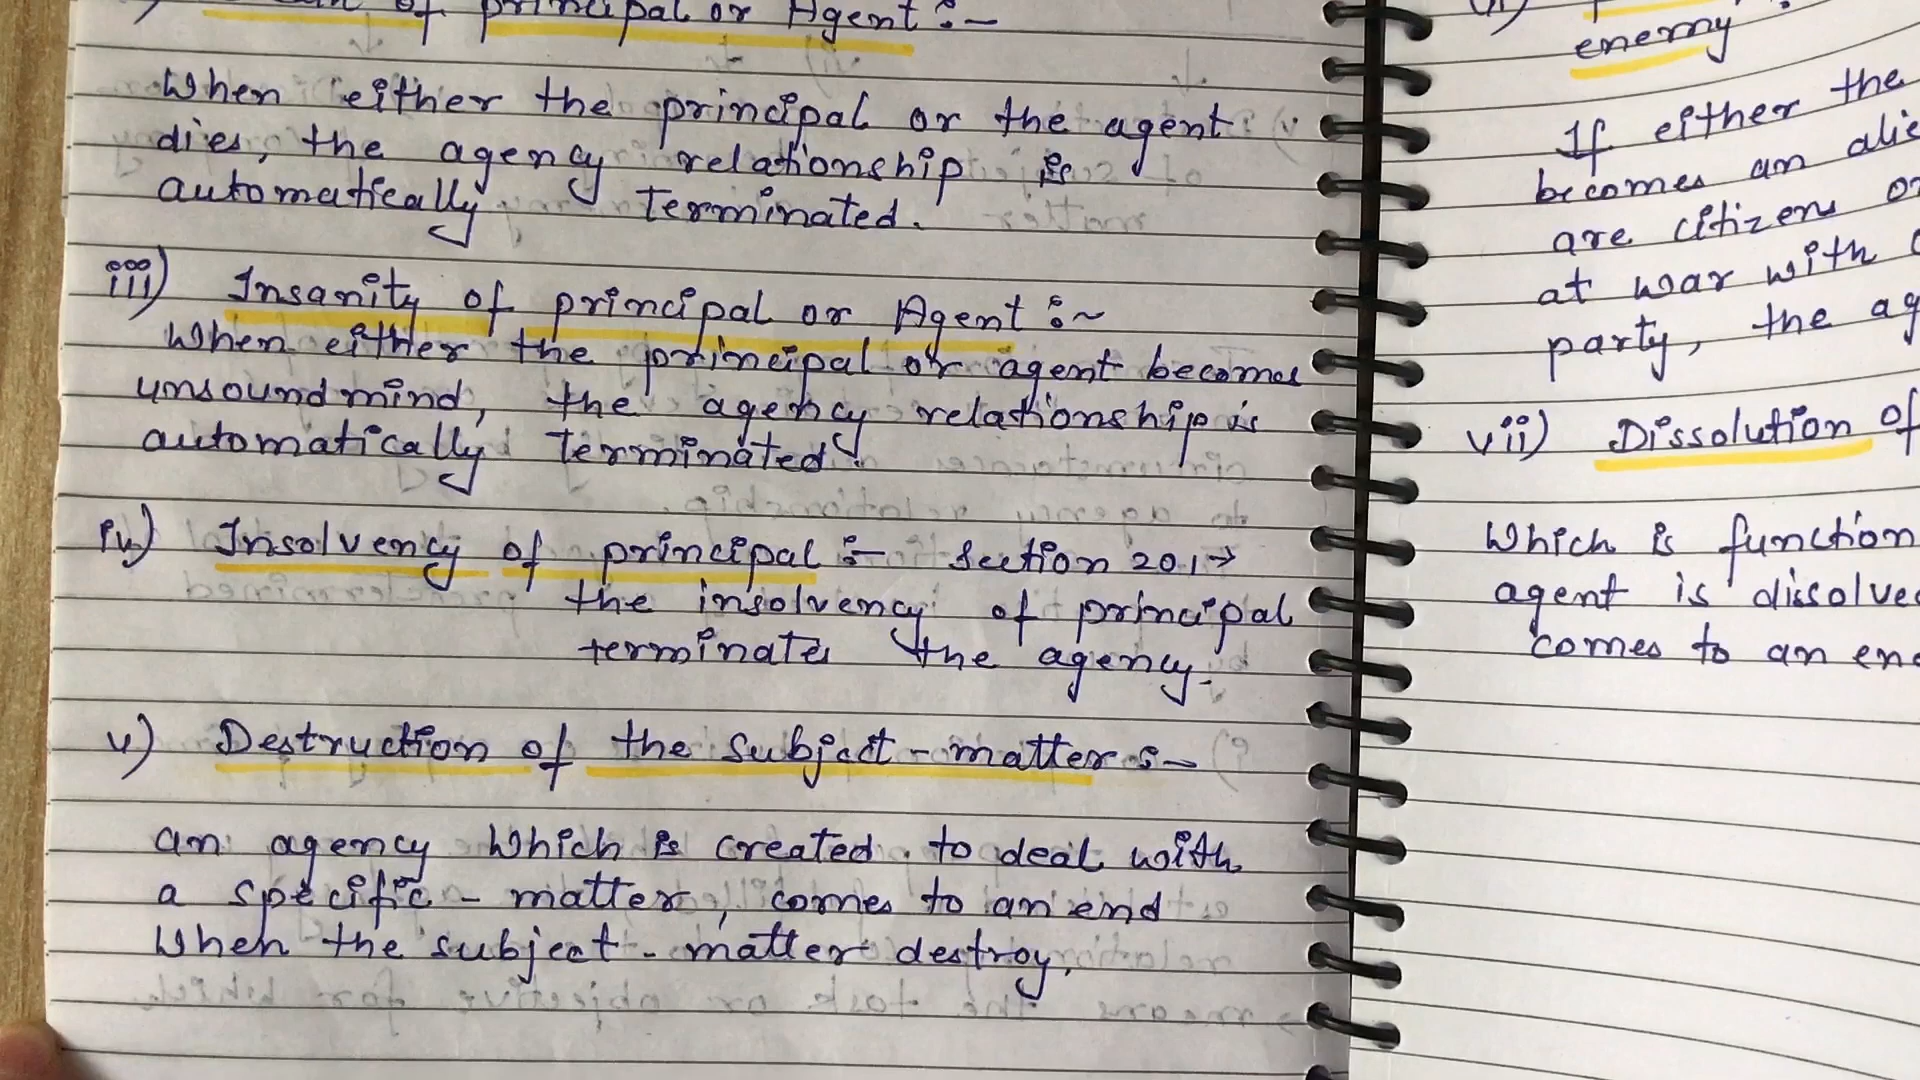 of principal or Agent :-
When either the principal or the agent
dies, the agency relationship is
automatically terminated.
iii) Insanity of principal or Agent :~
When either the principal or agent becomes
unsound mind, the agency relationship is
automatically terminated.
iv) Insolvency of principal :- Section 201→
the insolvency of principal
terminates the agency.
v) Destruction of the subject-matter :-
an agency which is created to deal with
a specific - matter, comes to an end
When the subject - matter destroy.
enemy
If either the
becomes an
are citizens
at war with
party, the
vii) Dissolution of
Which is function
agent is
comes to an